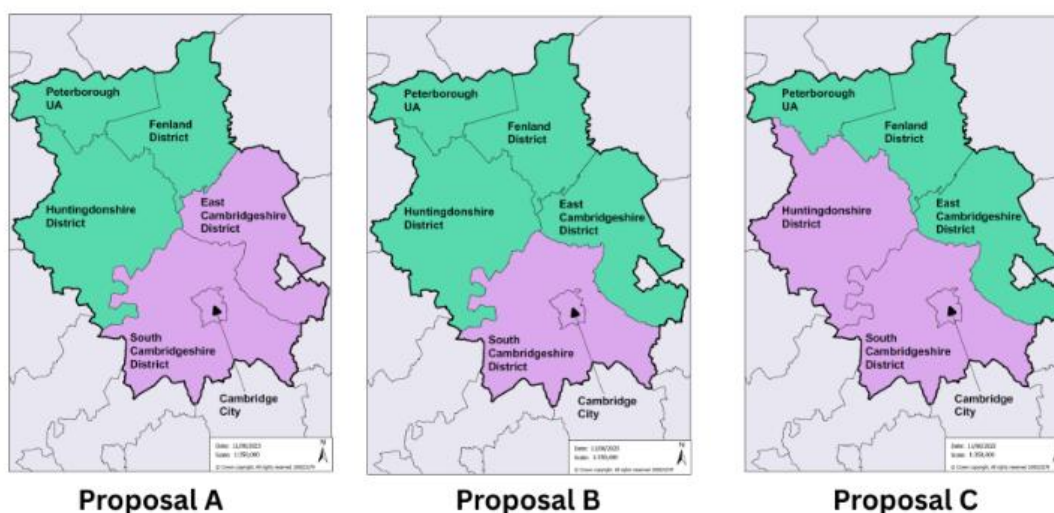 Peterborough
UA
Fenland
District
Huntingdonshire
District
East
Cambridgeshire
District
South
Cambridgeshire
District
Cambridge
City
N
Proposal A
Peterborough
UA
Fenland
District
Huntingdonshire
District
East
Cambridgeshire
District
South
Cambridgeshire
District
Cambridge
City
N
Proposal B
Peterborough
UA
Fenland
District
Huntingdonshire
District
East
Cambridgeshire
District
South
Cambridgeshire
District
Cambridge
City
N
Proposal C